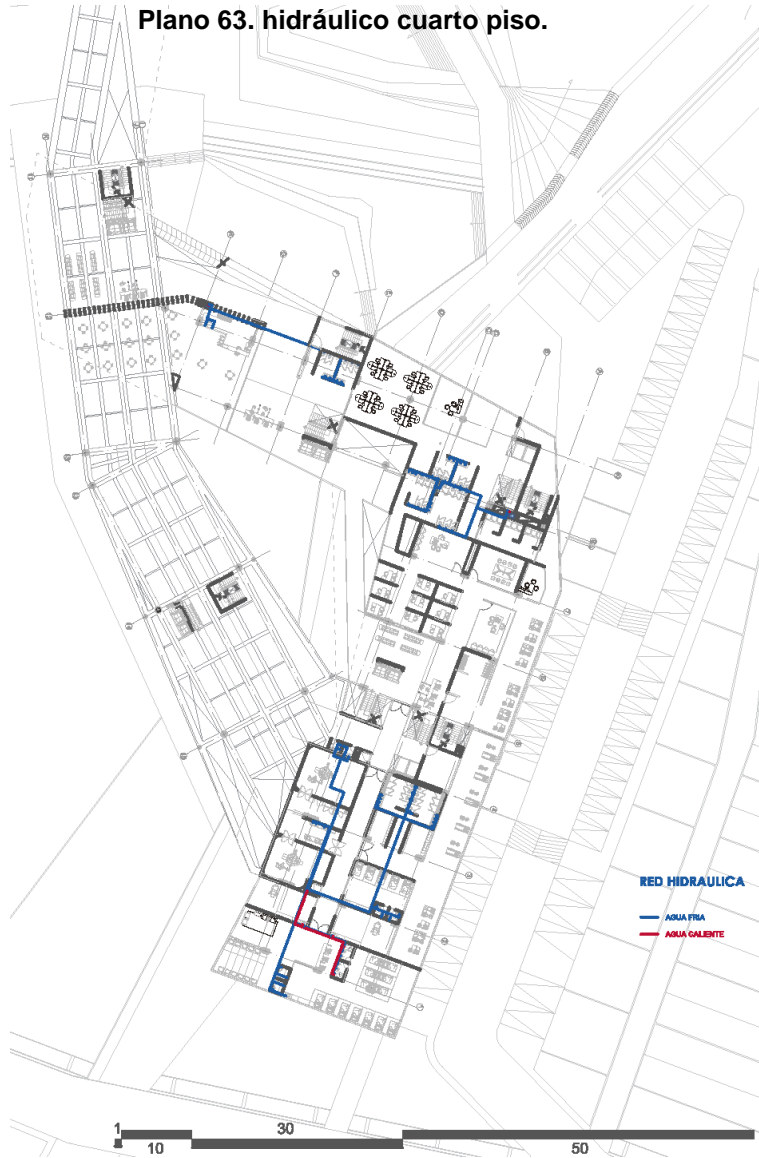 Plano 63. hidráulico cuarto piso.
RED HIDRAULICA
AGUA FRIA
AGUA CALIENTE
1
30
10
50